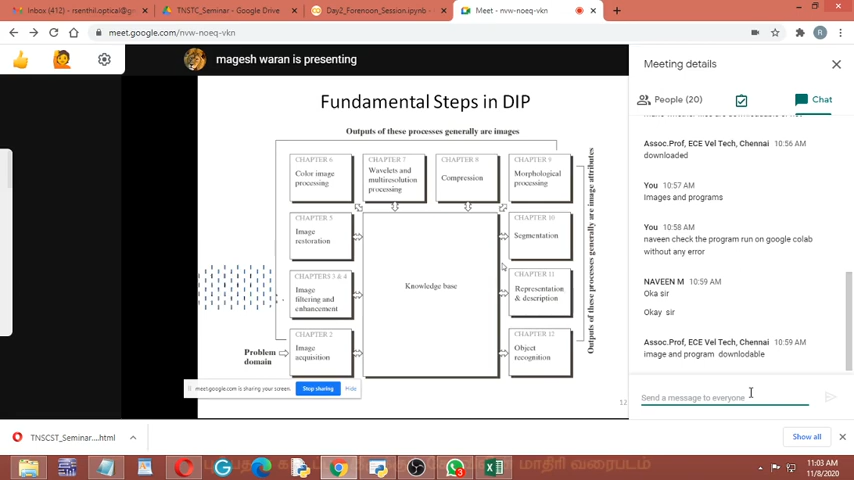 Inbox (412) - rsenthil.optical@g
TNSTC_Seminar - Google Drive
Day2_Forenoon_Session.ipynb -
Meet - nvw-noeq-vkn
meet.google.com/nvw-noeq-vkn
magesh waran is presenting
Fundamental Steps in DIP
Outputs of these processes generally are images
CHAPTER 6
Color image
processing
CHAPTER 7
Wavelets and
multiresolution
processing
CHAPTER 8
Compression
CHAPTER 9
Morphological
processing
CHAPTER 5
Image
restoration
CHAPTER 10
Segmentation
CHAPTERS 3 & 4
Image
filtering and
enhancement
Knowledge base
CHAPTER 11
Representation
& description
CHAPTER 2
Image
acquisition
CHAPTER 12
Object
recognition
Problem
domain
Outputs of these processes generally are image attributes
meet.google.com is sharing your screen.
Stop sharing
Hide
12
Meeting details
People (20)
Chat
Assoc.Prof, ECE Vel Tech, Chennai 10:56 AM
downloaded
You 10:57 AM
Images and programs
You 10:58 AM
naveen check the program run on google colab
without any error
NAVEEN M 10:59 AM
Oka sir
Okay sir
Assoc.Prof, ECE Vel Tech, Chennai 10:59 AM
image and program downlodable
Send a message to everyone
TNSCST_Seminar....html
Show all
மாதிரி வரைபடம்
11:03 AM
11/8/2020